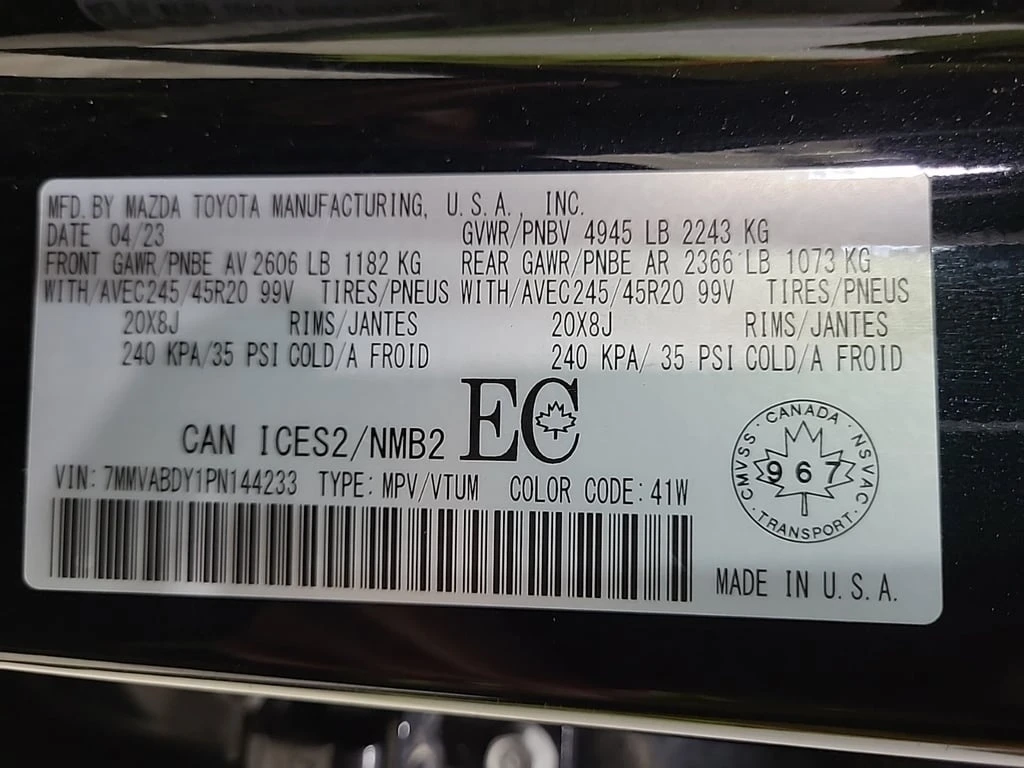 MFD. BY MAZDA TOYOTA MANUFACTURING, U.S.A., INC.
DATE 04/23 GVWR/PNBV 4945 LB 2243 KG
FRONT GAWR/PNBE AV 2606 LB 1182 KG REAR GAWR/PNBE AR 2366 LB 1073 KG
WITH/AVEC245/45R20 99V TIRES/PNEUS WITH/AVEC245/45R20 99V TIRES/PNEUS
20X8J RIMS/JANTES 20X8J RIMS/JANTES
240 KPA/35 PSI COLD/A FROID 240 KPA/ 35 PSI COLD/A FROID
CAN ICES2/NMB2 EC
CMVSS · CANADA · NSVAC · TRANSPORT ·
967
VIN: 7MMVABDY1PN144233 TYPE: MPV/VTUM COLOR CODE: 41W
MADE IN U.S.A.